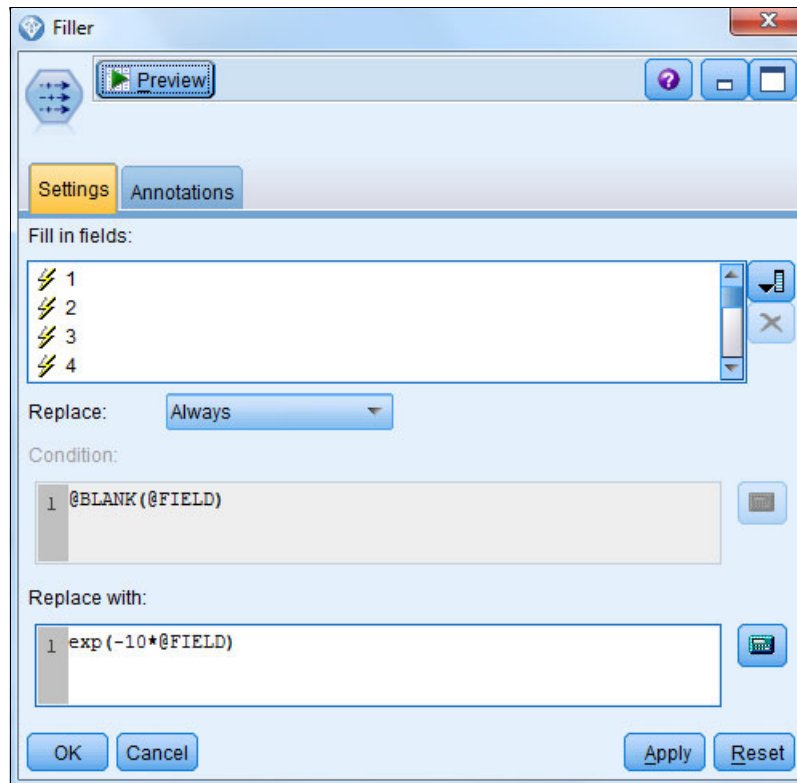 Filler
Preview
Settings Annotations
Fill in fields:
1
2
3
4
Replace: Always
Condition:
1 @BLANK(@FIELD)
Replace with:
1 exp(-10*@FIELD)
OK Cancel Apply Reset